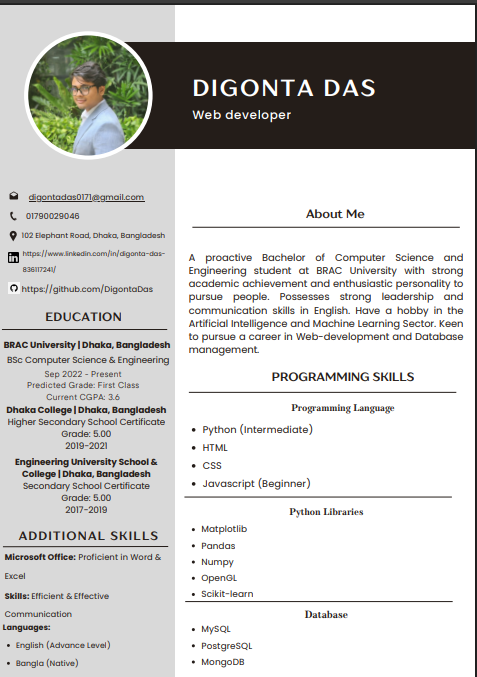 DIGONTA DAS
Web developer
digontadas0171@gmail.com
01790029046
102 Elephant Road, Dhaka, Bangladesh
https://www.linkedin.com/in/digonta-das-
836117241/
https://github.com/DigontaDas
EDUCATION
BRAC University | Dhaka, Bangladesh
BSc Computer Science & Engineering
Sep 2022 - Present
Predicted Grade: First Class
Current CGPA: 3.6
Dhaka College | Dhaka, Bangladesh
Higher Secondary School Certificate
Grade: 5.00
2019-2021
Engineering University School &
College | Dhaka, Bangladesh
Secondary School Certificate
Grade: 5.00
2017-2019
ADDITIONAL SKILLS
Microsoft Office: Proficient in Word &
Excel
Skills: Efficient & Effective
Communication
Languages:
• English (Advance Level)
• Bangla (Native)
About Me
A proactive Bachelor of Computer Science and
Engineering student at BRAC University with strong
academic achievement and enthusiastic personality to
pursue people. Possesses strong leadership and
communication skills in English. Have a hobby in the
Artificial Intelligence and Machine Learning Sector. Keen
to pursue a career in Web-development and Database
management.
PROGRAMMING SKILLS
Programming Language
• Python (Intermediate)
• HTML
• CSS
• Javascript (Beginner)
Python Libraries
• Matplotlib
• Pandas
• Numpy
• OpenGL
• Scikit-learn
Database
• MySQL
• PostgreSQL
• MongoDB